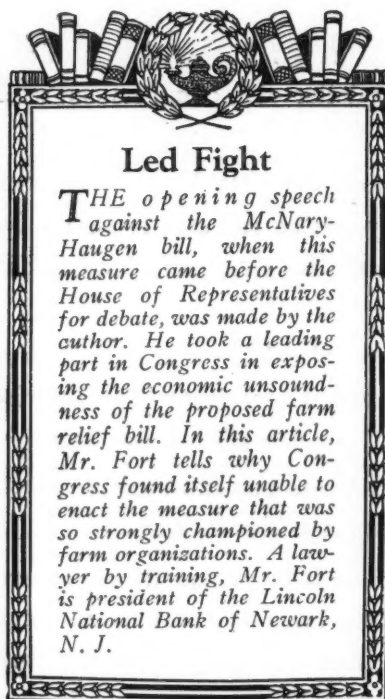 Led Fight
THE opening speech
against the McNary-
Haugen bill, when this
measure came before the
House of Representatives
for debate, was made by the
author. He took a leading
part in Congress in expos-
ing the economic unsound-
ness of the proposed farm
relief bill. In this article,
Mr. Fort tells why Con-
gress found itself unable to
enact the measure that was
so strongly championed by
farm organizations. A law-
yer by training, Mr. Fort
is president of the Lincoln
National Bank of Newark,
N. J.